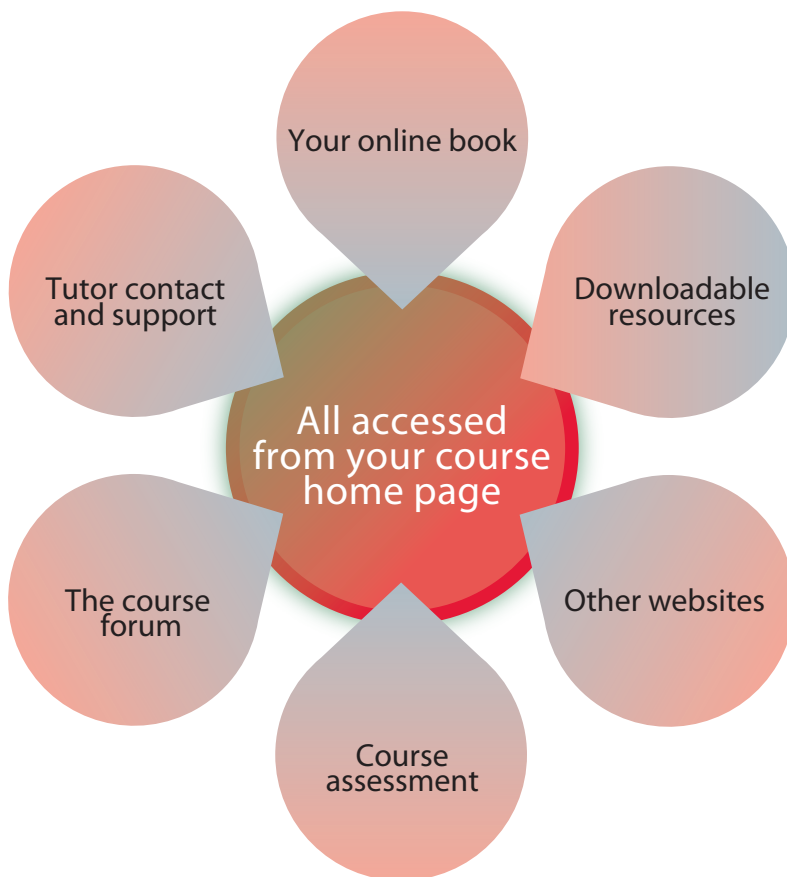 Your online book
Tutor contact
and support
Downloadable
resources
All accessed
from your course
home page
The course
forum
Other websites
Course
assessment